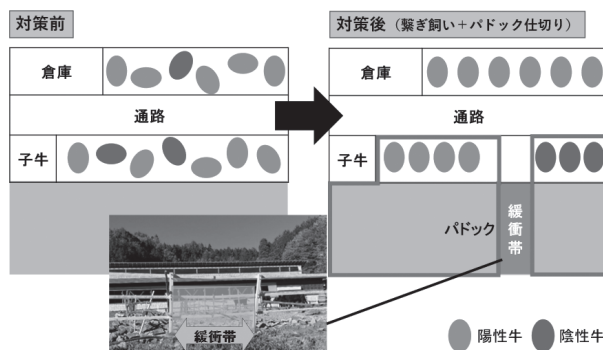 対策前
倉庫
通路
子牛
対策後（繋ぎ飼い＋パドック仕切り）
倉庫
通路
子牛
パドック
緩衝帯
緩衝帯
陽性牛
陰性牛